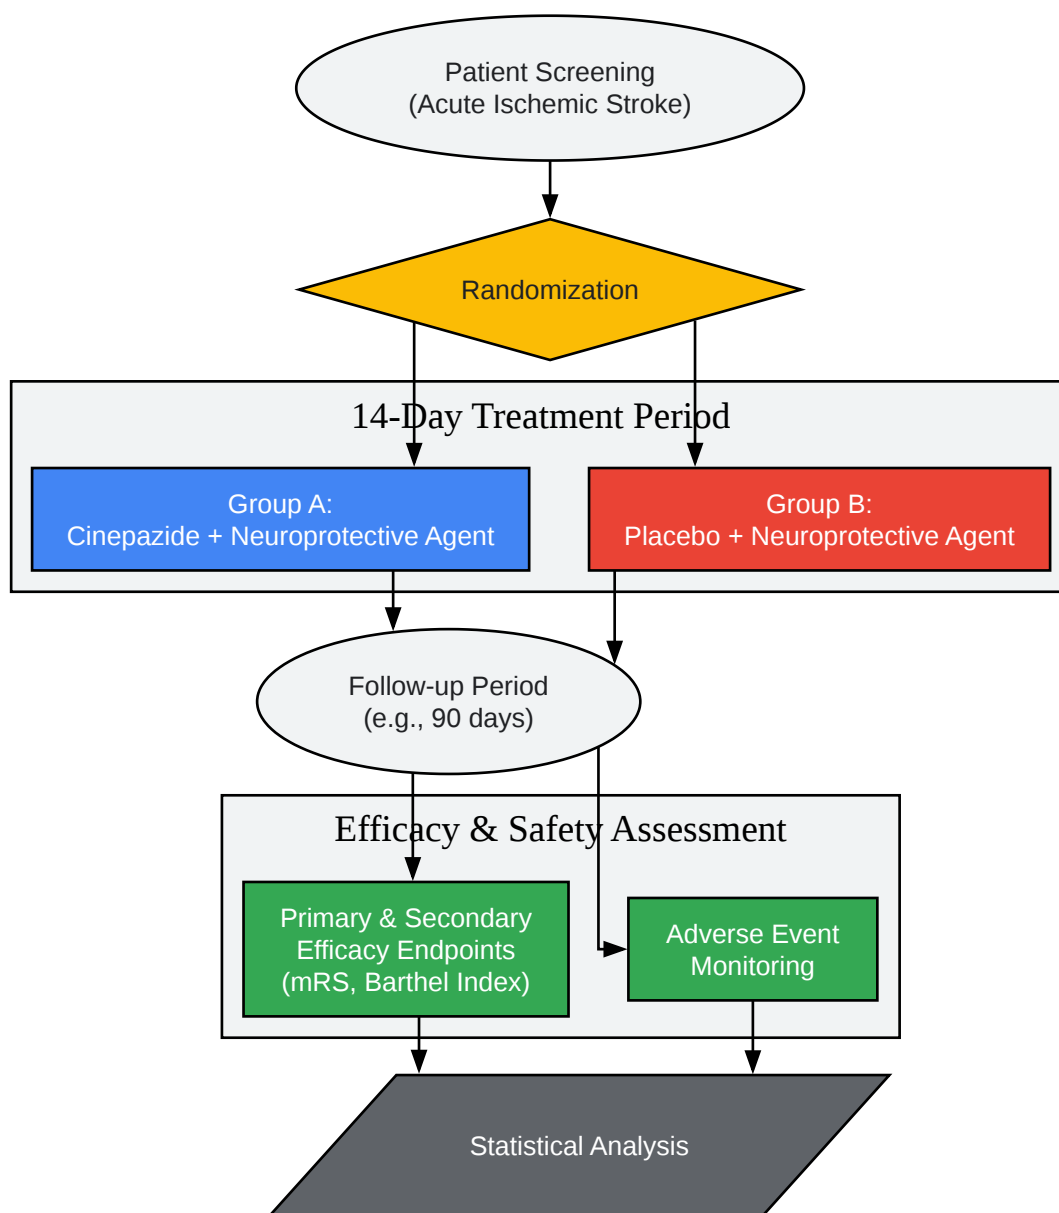 Patient Screening
(Acute Ischemic Stroke)
Randomization
14-Day Treatment Period
Group A:
Cinepazide + Neuroprotective Agent
Group B:
Placebo + Neuroprotective Agent
Follow-up Period
(e.g., 90 days)
Efficacy & Safety Assessment
Primary & Secondary
Efficacy Endpoints
(mRS, Barthel Index)
Adverse Event
Monitoring
Statistical Analysis